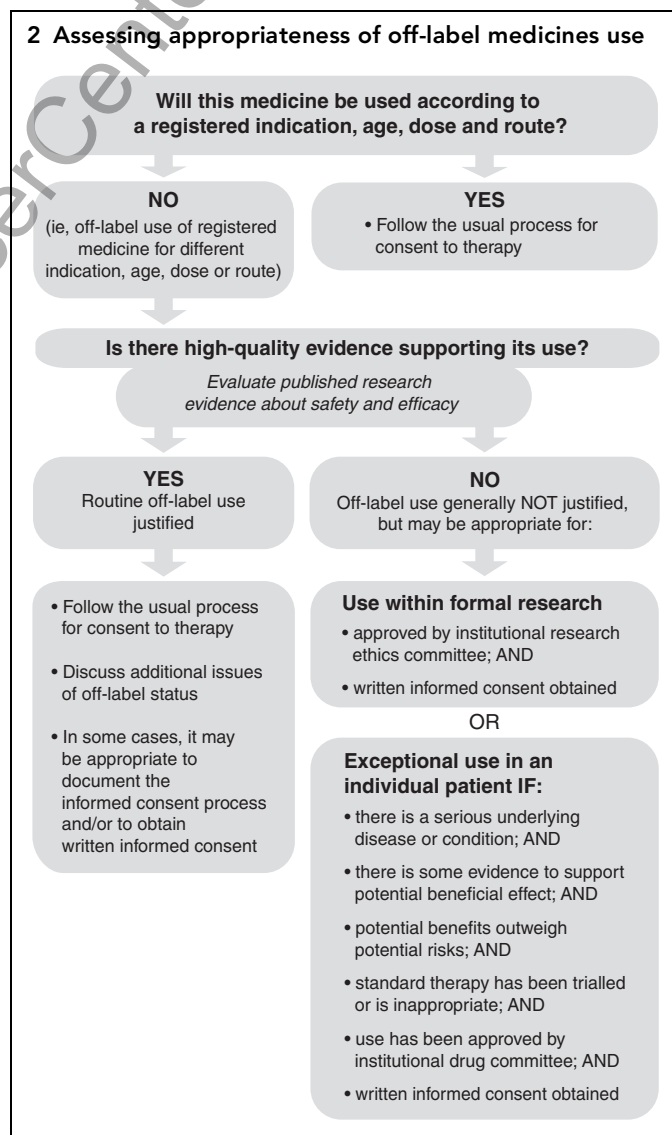 2 Assessing appropriateness of off-label medicines use
Will this medicine be used according to
a registered indication, age, dose and route?
NO
(ie, off-label use of registered
medicine for different
indication, age, dose or route)
YES
• Follow the usual process for
consent to therapy
Is there high-quality evidence supporting its use?
Evaluate published research
evidence about safety and efficacy
YES
Routine off-label use
justified
NO
Off-label use generally NOT justified,
but may be appropriate for:
• Follow the usual process
for consent to therapy
• Discuss additional issues
of off-label status
• In some cases, it may
be appropriate to
document the
informed consent process
and/or to obtain
written informed consent
Use within formal research
• approved by institutional research
ethics committee; AND
• written informed consent obtained
OR
Exceptional use in an
individual patient IF:
• there is a serious underlying
disease or condition; AND
• there is some evidence to support
potential beneficial effect; AND
• potential benefits outweigh
potential risks; AND
• standard therapy has been trialled
or is inappropriate; AND
• use has been approved by
institutional drug committee; AND
• written informed consent obtained